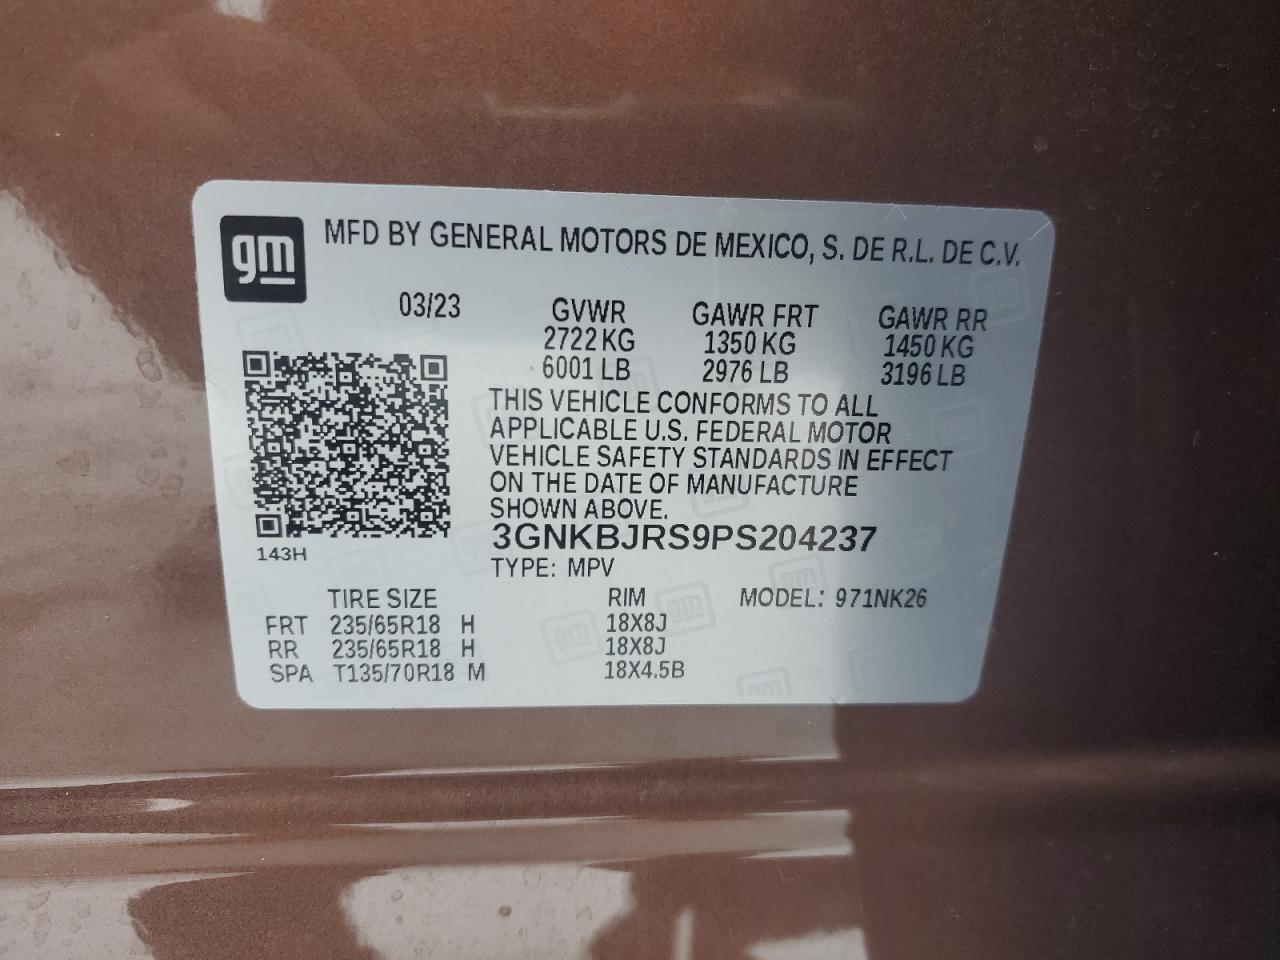 gm
MFD BY GENERAL MOTORS DE MEXICO, S. DE R.L. DE C.V.
03/23 GVWR GAWR FRT GAWR RR
2722 KG 1350 KG 1450 KG
6001 LB 2976 LB 3196 LB
THIS VEHICLE CONFORMS TO ALL
APPLICABLE U.S. FEDERAL MOTOR
VEHICLE SAFETY STANDARDS IN EFFECT
ON THE DATE OF MANUFACTURE
SHOWN ABOVE.
3GNKBJRS9PS204237
143H
TYPE: MPV
TIRE SIZE RIM MODEL: 971NK26
FRT 235/65R18 H 18X8J
RR 235/65R18 H 18X8J
SPA T135/70R18 M 18X4.5B